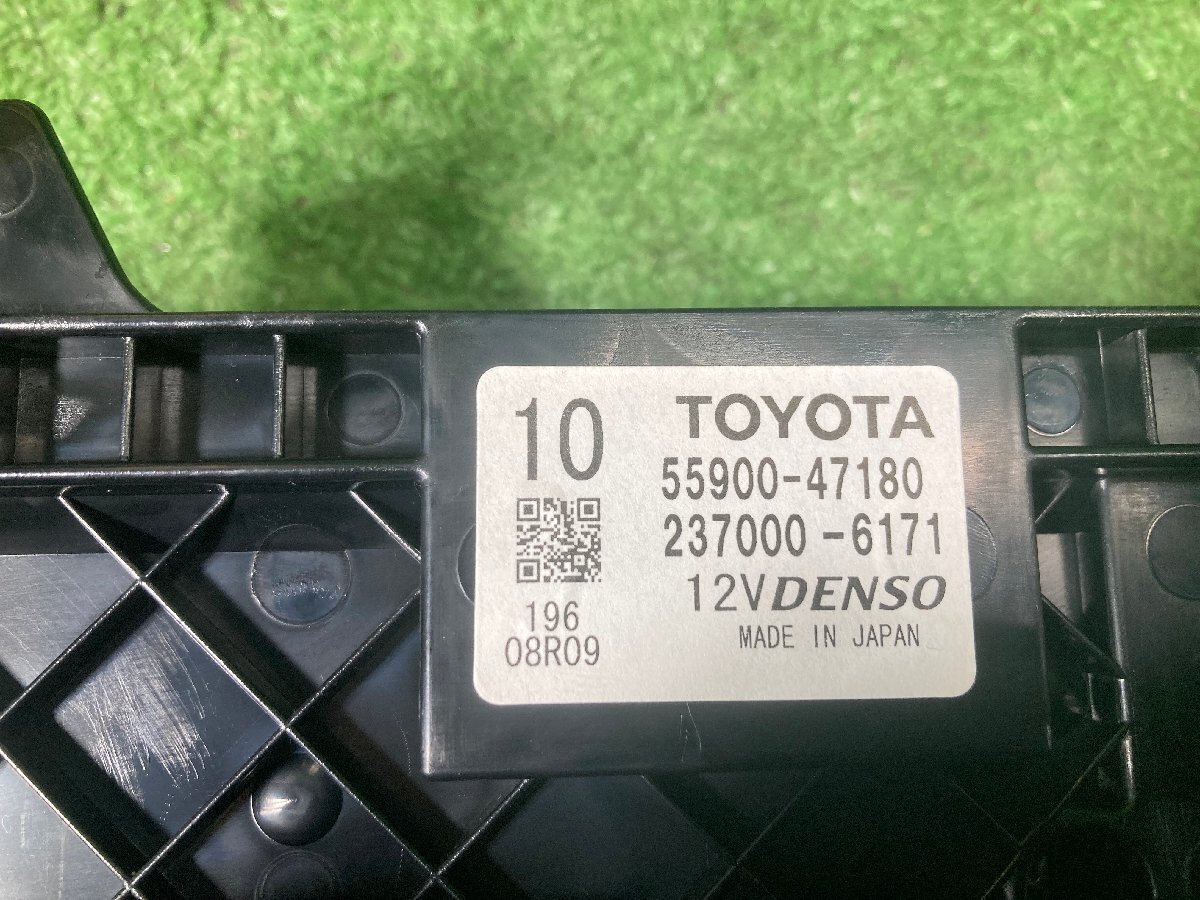 10
TOYOTA
55900-47180
237000-6171
12V DENSO
196
08R09
MADE IN JAPAN